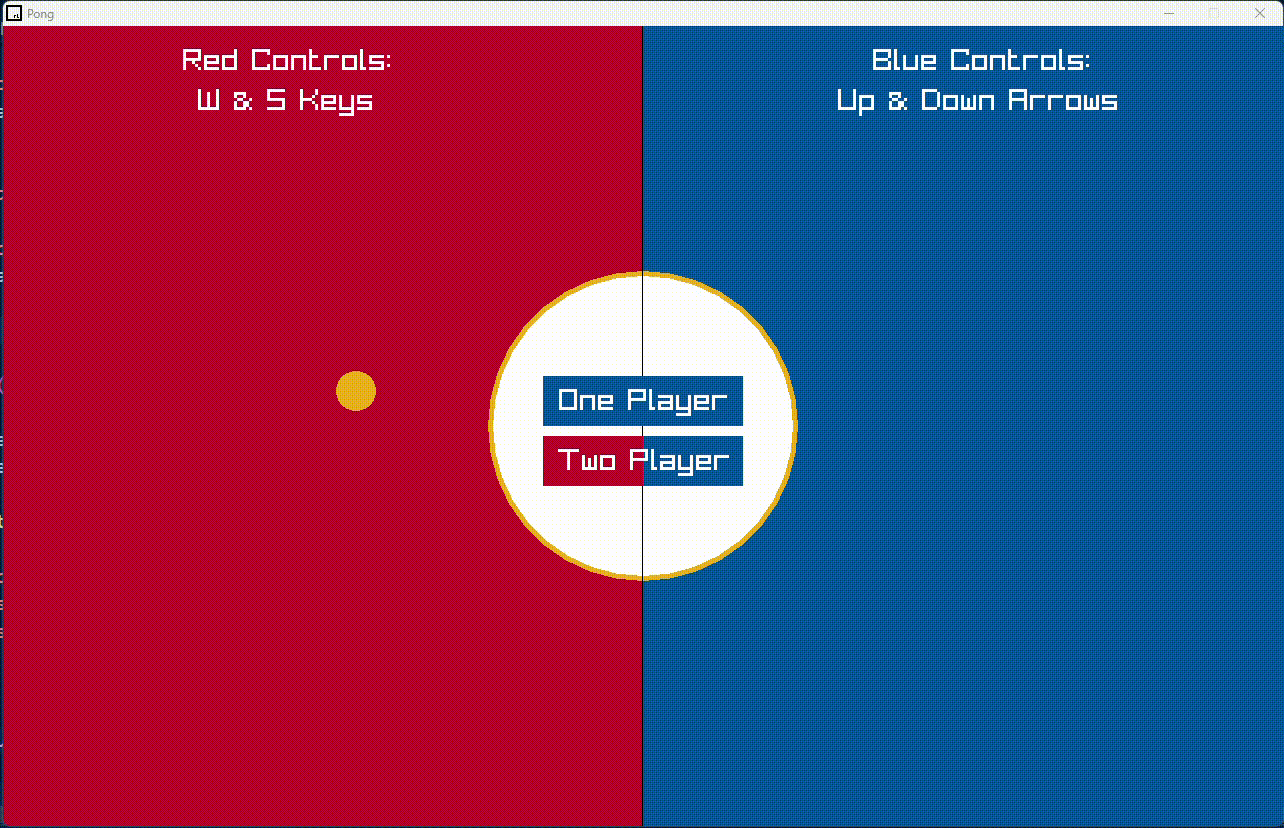 Pong
Red Controls:
W & S Keys
Blue Controls:
Up & Down Arrows
One Player
Two Player